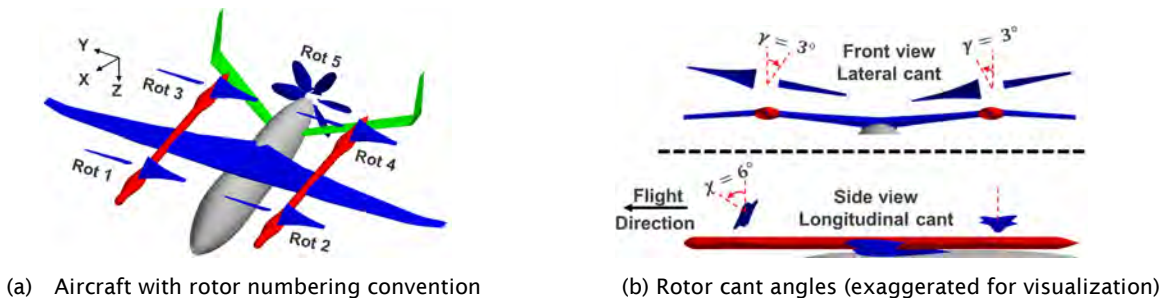 Y
X
Z
Rot 5
Rot 3
Rot 4
Rot 1
Rot 2
(a) Aircraft with rotor numbering convention
γ = 3°
γ = 3°
Front view
Lateral cant
χ = 6°
Flight
Direction
Side view
Longitudinal cant
(b) Rotor cant angles (exaggerated for visualization)